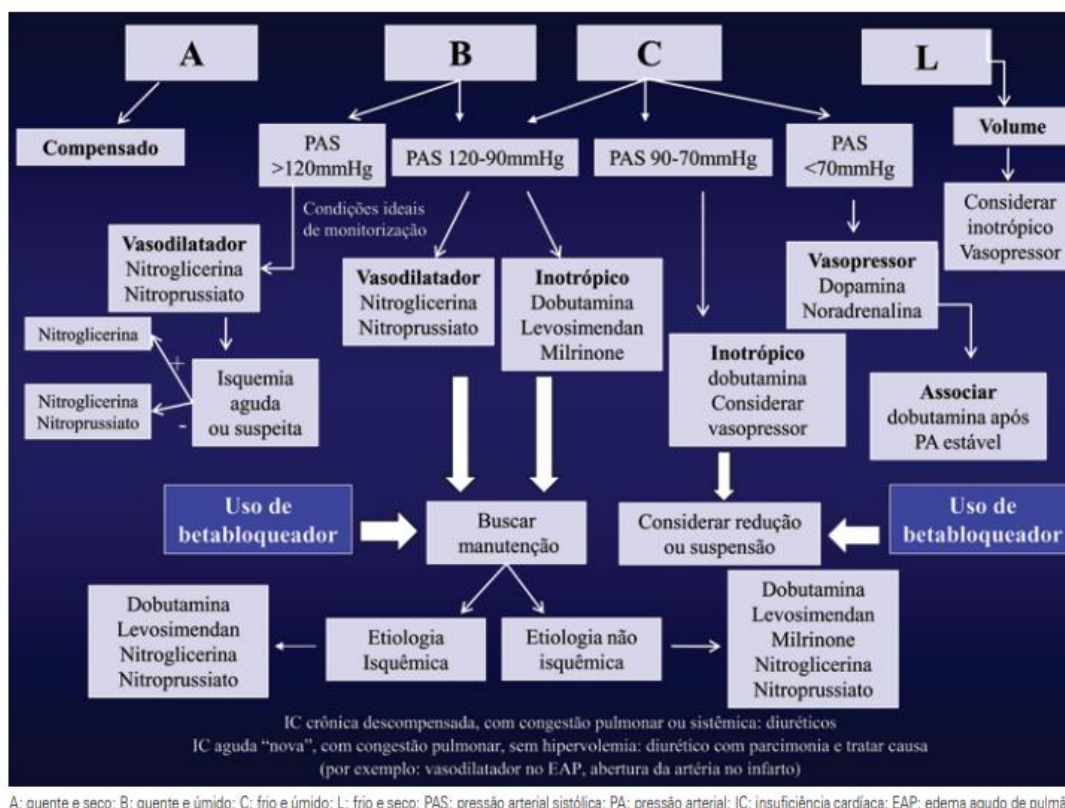 A
B
C
L
Compensado
PAS
>120mmHg
PAS 120-90mmHg
PAS 90-70mmHg
PAS
<70mmHg
Volume
Condições ideais
de monitorização
Considerar
inotrópico
Vasopressor
Vasodilatador
Nitroglicerina
Nitroprussiato
Vasodilatador
Nitroglicerina
Nitroprussiato
Inotrópico
Dobutamina
Levosimendan
Milrinone
Vasopressor
Dopamina
Noradrenalina
Nitroglicerina
+
Nitroglicerina
Nitroprussiato
-
Isquemia
aguda
ou suspeita
Inotrópico
dobutamina
Considerar
vasopressor
Associar
dobutamina após
PA estável
Uso de
betabloqueador
Buscar
manutenção
Considerar redução
ou suspensão
Uso de
betabloqueador
Dobutamina
Levosimendan
Nitroglicerina
Nitroprussiato
Etiologia
Isquêmica
Etiologia não
isquêmica
Dobutamina
Levosimendan
Milrinone
Nitroglicerina
Nitroprussiato
IC crônica descompensada, com congestão pulmonar ou sistêmica: diuréticos
IC aguda “nova”, com congestão pulmonar, sem hipervolemia: diurético com parcimonia e tratar causa
(por exemplo: vasodilatador no EAP, abertura da artéria no infarto)
A: quente e seco; B: quente e úmido; C: frio e úmido; L: frio e seco; PAS: pressão arterial sistólica; PA: pressão arterial; IC: insuficiência cardíaca; EAP: edema agudo de